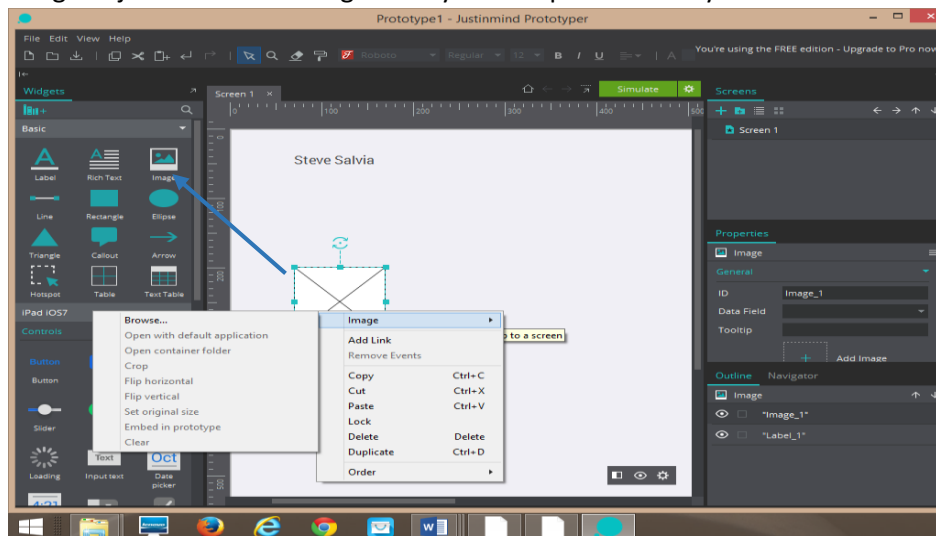 Prototype1 - Justinmind Prototyper
File Edit View Help
Roboto Regular 12 B I U A
You're using the FREE edition - Upgrade to Pro now
Widgets
Screen 1 ×
Simulate
Screens
0 100 200 300 400 500
Basic
Screen 1
Label Rich Text Image
Steve Salvia
Line Rectangle Ellipse
Triangle Callout Arrow
Properties
Image
General
Hotspot Table Text Table
ID Image_1
iPad iOS7
Data Field
Controls
Tooltip
Browse...
Open with default application
Open container folder
Crop
Flip horizontal
Flip vertical
Set original size
Embed in prototype
Clear
Image
to a screen
Add Link
Remove Events
Copy Ctrl+C
Cut Ctrl+X
Paste Ctrl+V
Lock
Delete Delete
Duplicate Ctrl+D
Order
Add Image
Outline Navigator
Image
"Image_1"
"Label_1"
Button
Button
Slider
Text
Oct
Loading Input text Date
picker